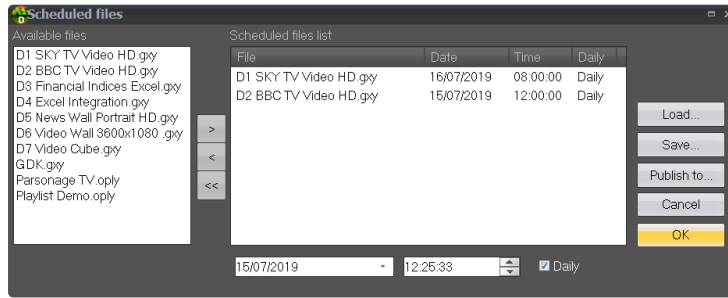 Scheduled files
Available files
D1 SKY TV Video HD.gxy
D2 BBC TV Video HD.gxy
D3 Financial Indices Excel.gxy
D4 Excel Integration.gxy
D5 News Wall Portrait HD.gxy
D6 Video Wall 3600x1080 .gxy
D7 Video Cube.gxy
GDK.gxy
Parsonage TV.oply
Playlist Demo.oply
>
<
<<
Scheduled files list
File Date Time Daily
D1 SKY TV Video HD.gxy 16/07/2019 08:00:00 Daily
D2 BBC TV Video HD.gxy 15/07/2019 12:00:00 Daily
15/07/2019 12:25:33 Daily
Load...
Save...
Publish to...
Cancel
OK